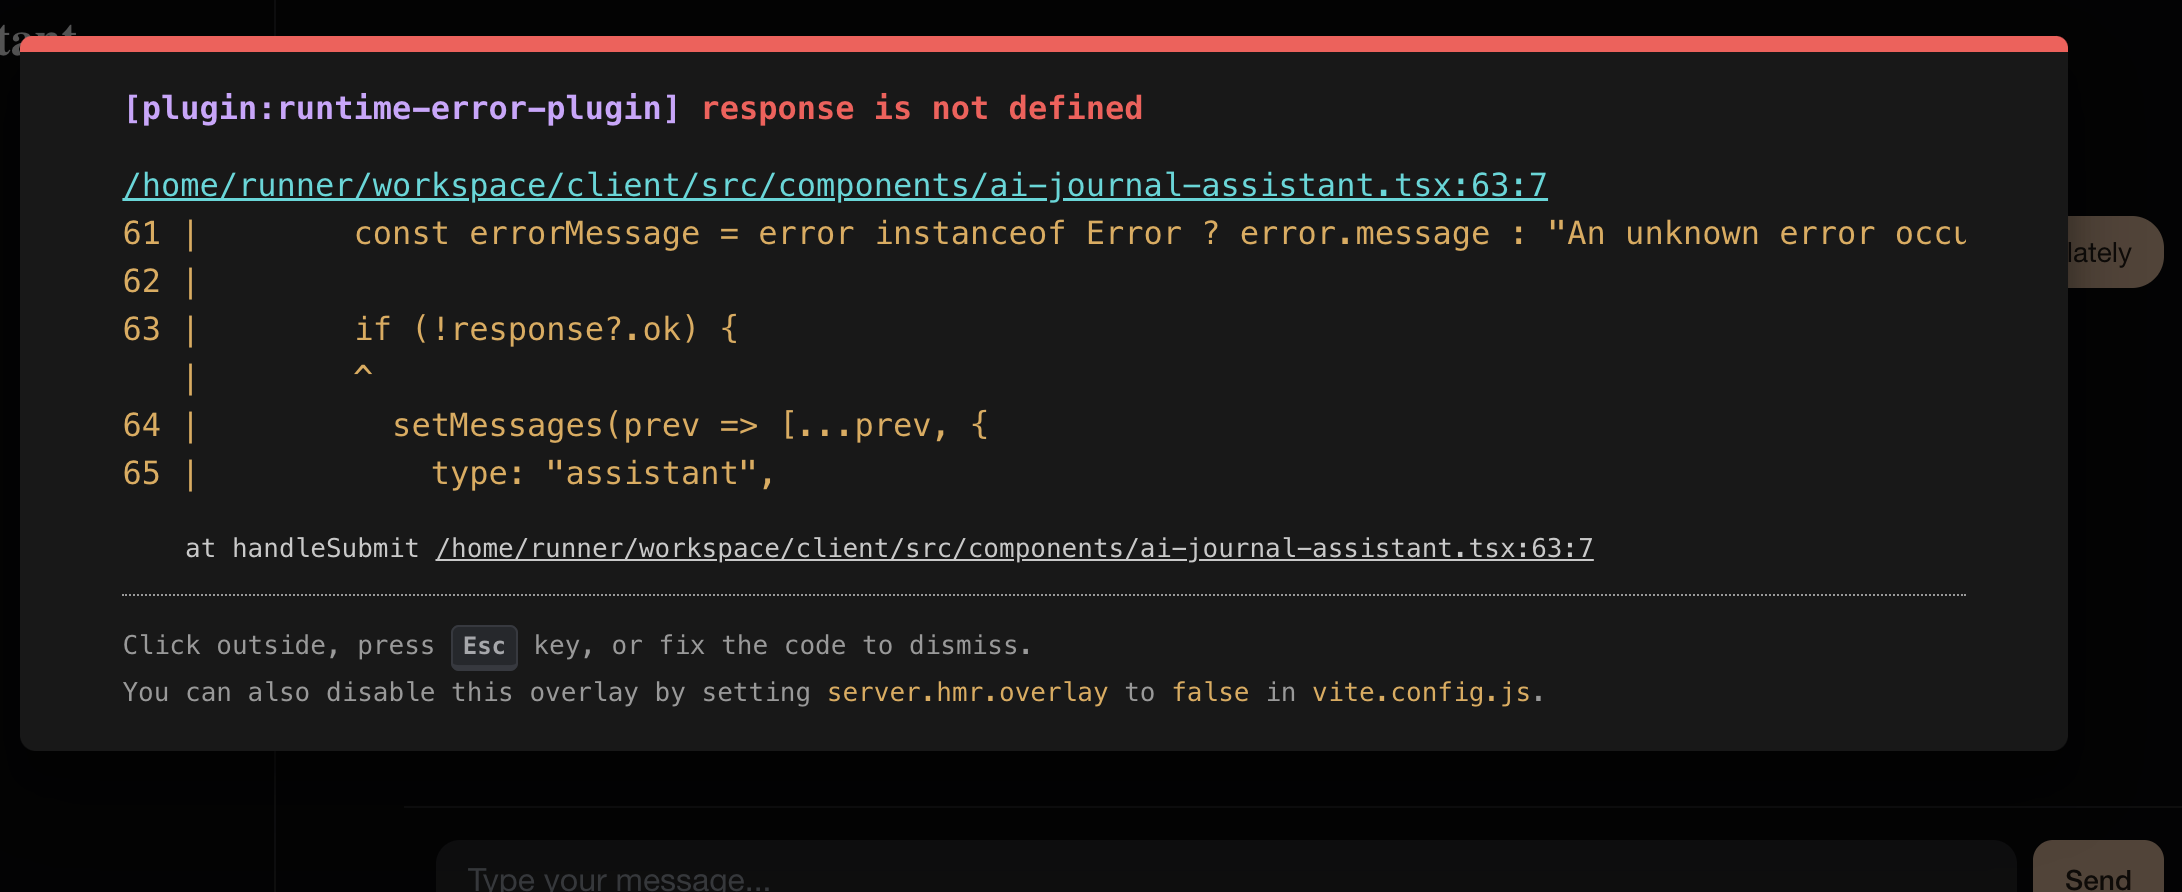 [plugin:runtime-error-plugin] response is not defined
/home/runner/workspace/client/src/components/ai-journal-assistant.tsx:63:7
61 |        const errorMessage = error instanceof Error ? error.message : "An unknown error occu
62 |
63 |        if (!response?.ok) {
   |        ^
64 |          setMessages(prev => [...prev, {
65 |            type: "assistant",
at handleSubmit /home/runner/workspace/client/src/components/ai-journal-assistant.tsx:63:7
Click outside, press Esc key, or fix the code to dismiss.
You can also disable this overlay by setting server.hmr.overlay to false in vite.config.js.
lately
Type your message...
Send